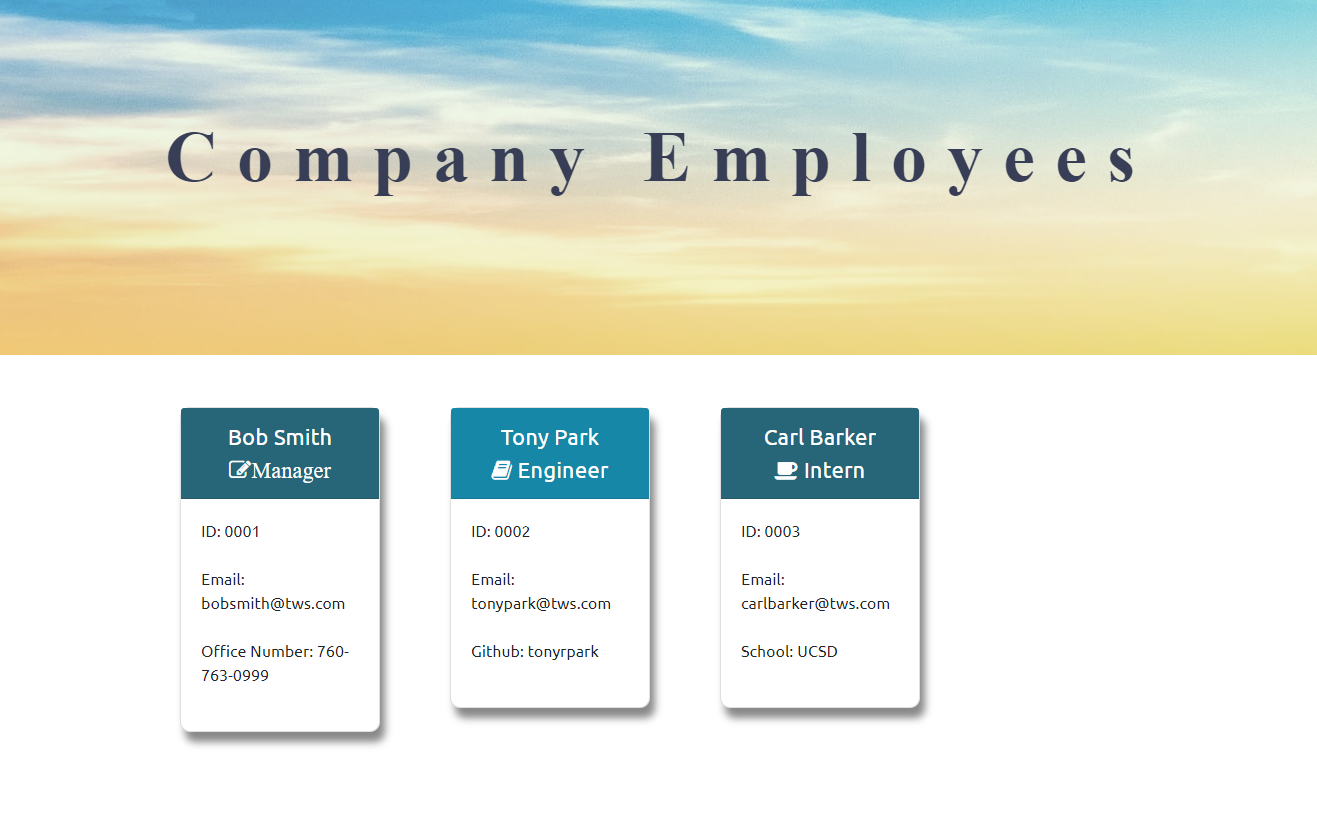 Company Employees
Bob Smith
Manager
ID: 0001
Email:
bobsmith@tws.com
Office Number: 760-
763-0999
Tony Park
Engineer
ID: 0002
Email:
tonypark@tws.com
Github: tonyrpark
Carl Barker
Intern
ID: 0003
Email:
carlbarker@tws.com
School: UCSD